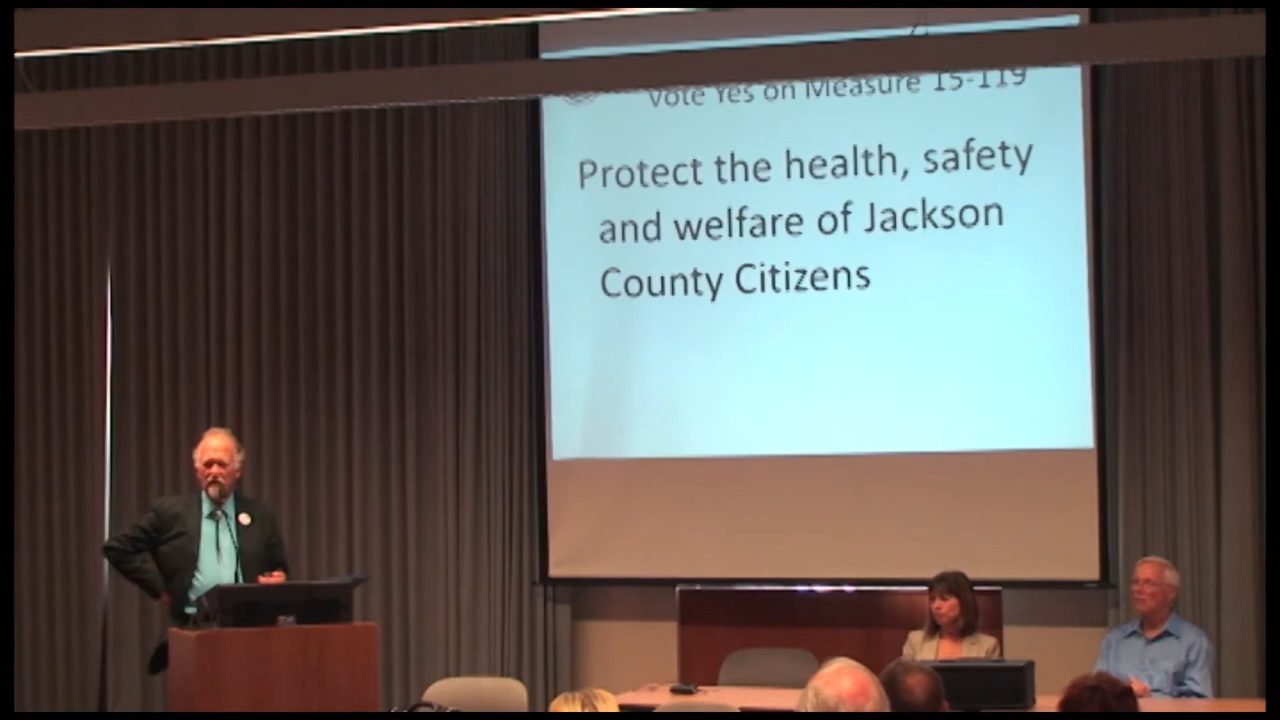 Vote Yes on Measure 15-119
Protect the health, safety
and welfare of Jackson
County Citizens